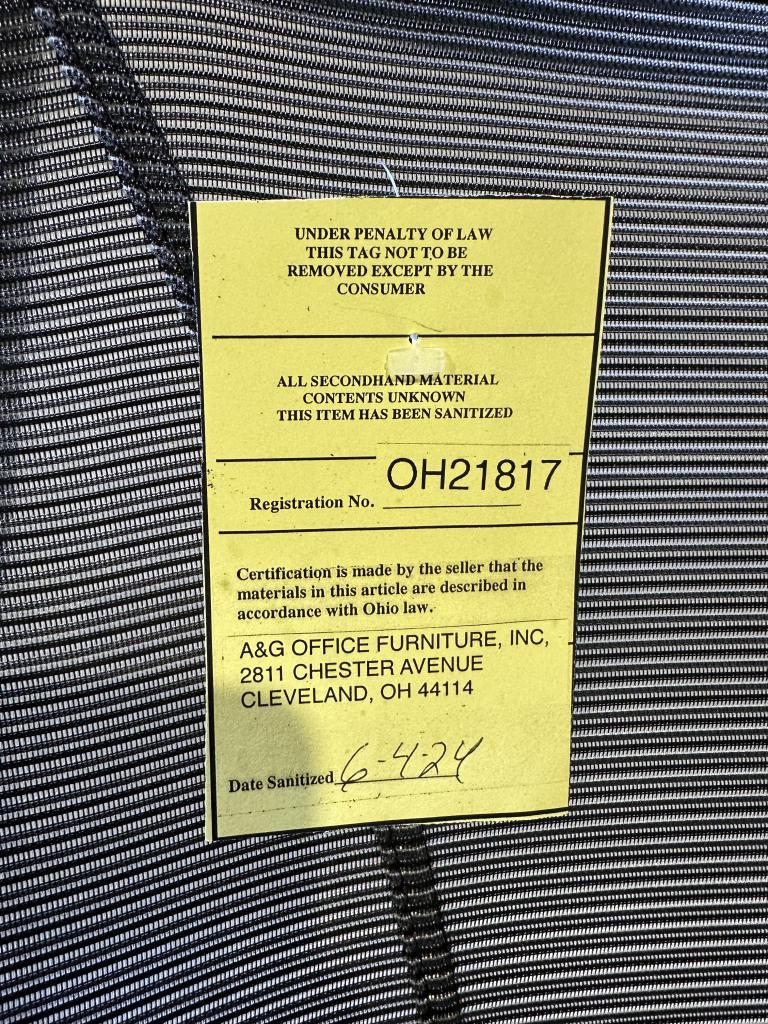 UNDER PENALTY OF LAW
THIS TAG NOT TO BE
REMOVED EXCEPT BY THE
CONSUMER
ALL SECONDHAND MATERIAL
CONTENTS UNKNOWN
THIS ITEM HAS BEEN SANITIZED
Registration No. OH21817
Certification is made by the seller that the
materials in this article are described in
accordance with Ohio law.
A&G OFFICE FURNITURE, INC,
2811 CHESTER AVENUE
CLEVELAND, OH 44114
Date Sanitized 6-4-24